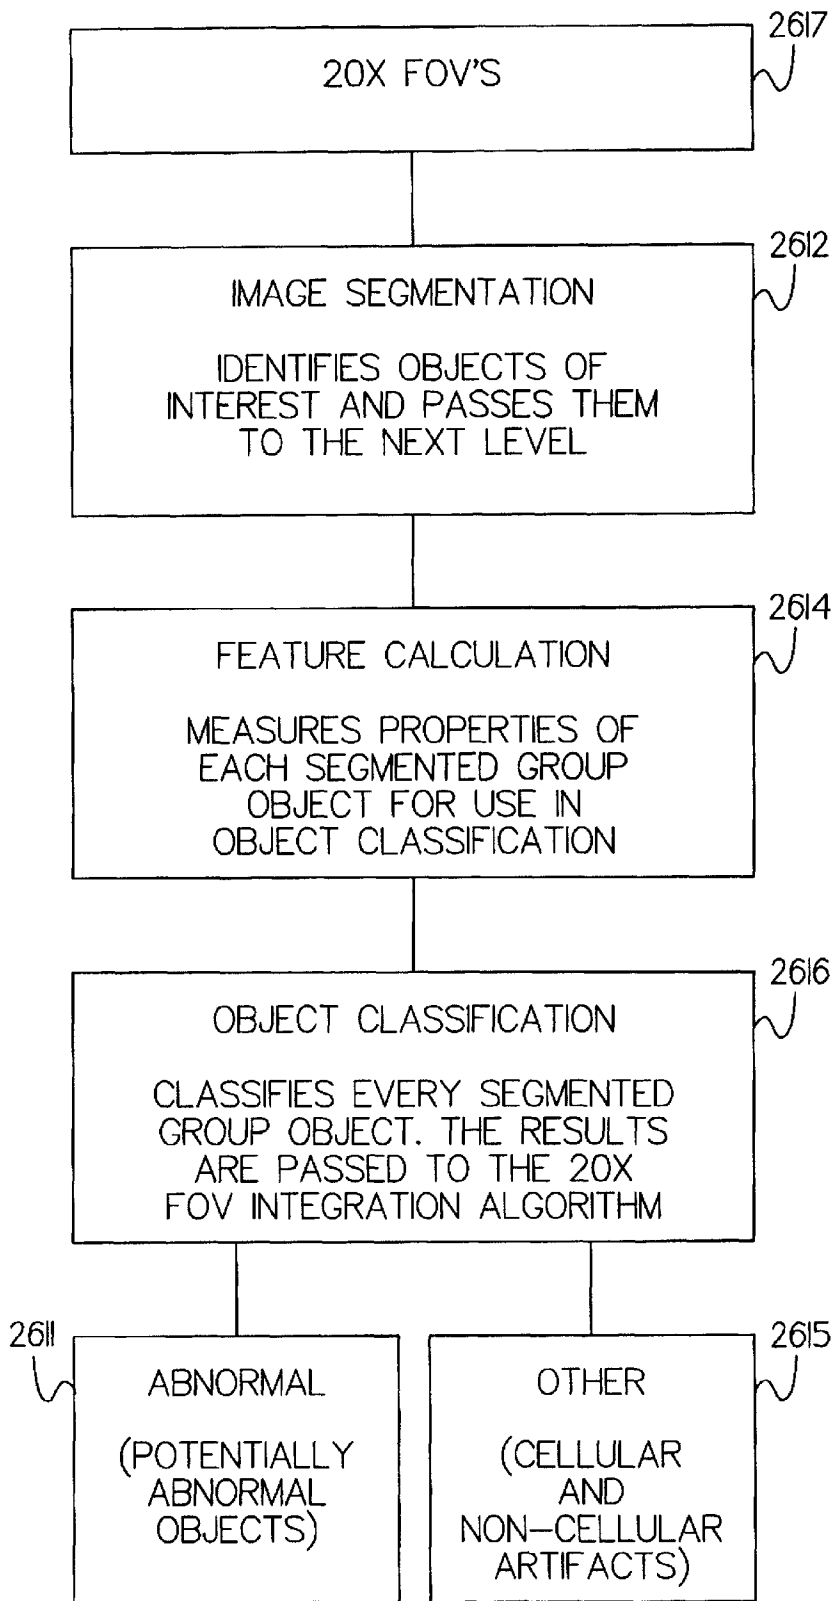 2617
20X FOV'S
2612
IMAGE SEGMENTATION
IDENTIFIES OBJECTS OF
INTEREST AND PASSES THEM
TO THE NEXT LEVEL
2614
FEATURE CALCULATION
MEASURES PROPERTIES OF
EACH SEGMENTED GROUP
OBJECT FOR USE IN
OBJECT CLASSIFICATION
2616
OBJECT CLASSIFICATION
CLASSIFIES EVERY SEGMENTED
GROUP OBJECT. THE RESULTS
ARE PASSED TO THE 20X
FOV INTEGRATION ALGORITHM
2611
ABNORMAL
(POTENTIALLY
ABNORMAL
OBJECTS)
2615
OTHER
(CELLULAR
AND
NON-CELLULAR
ARTIFACTS)